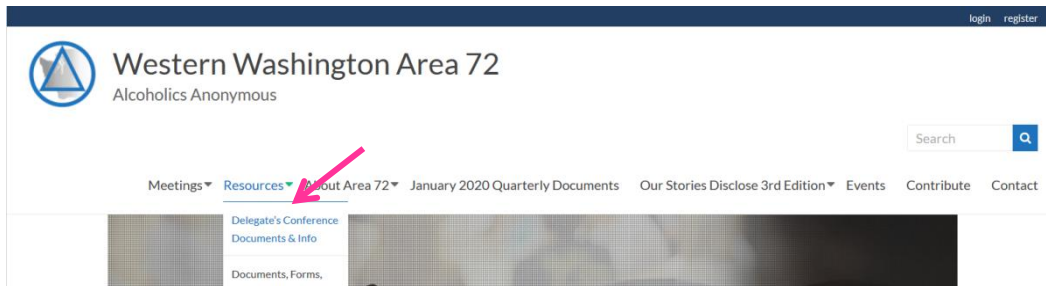 login register
Western Washington Area 72
Alcoholics Anonymous
Search
Meetings Resources About Area 72 January 2020 Quarterly Documents Our Stories Disclose 3rd Edition Events Contribute Contact
Delegate's Conference
Documents & Info
Documents, Forms,